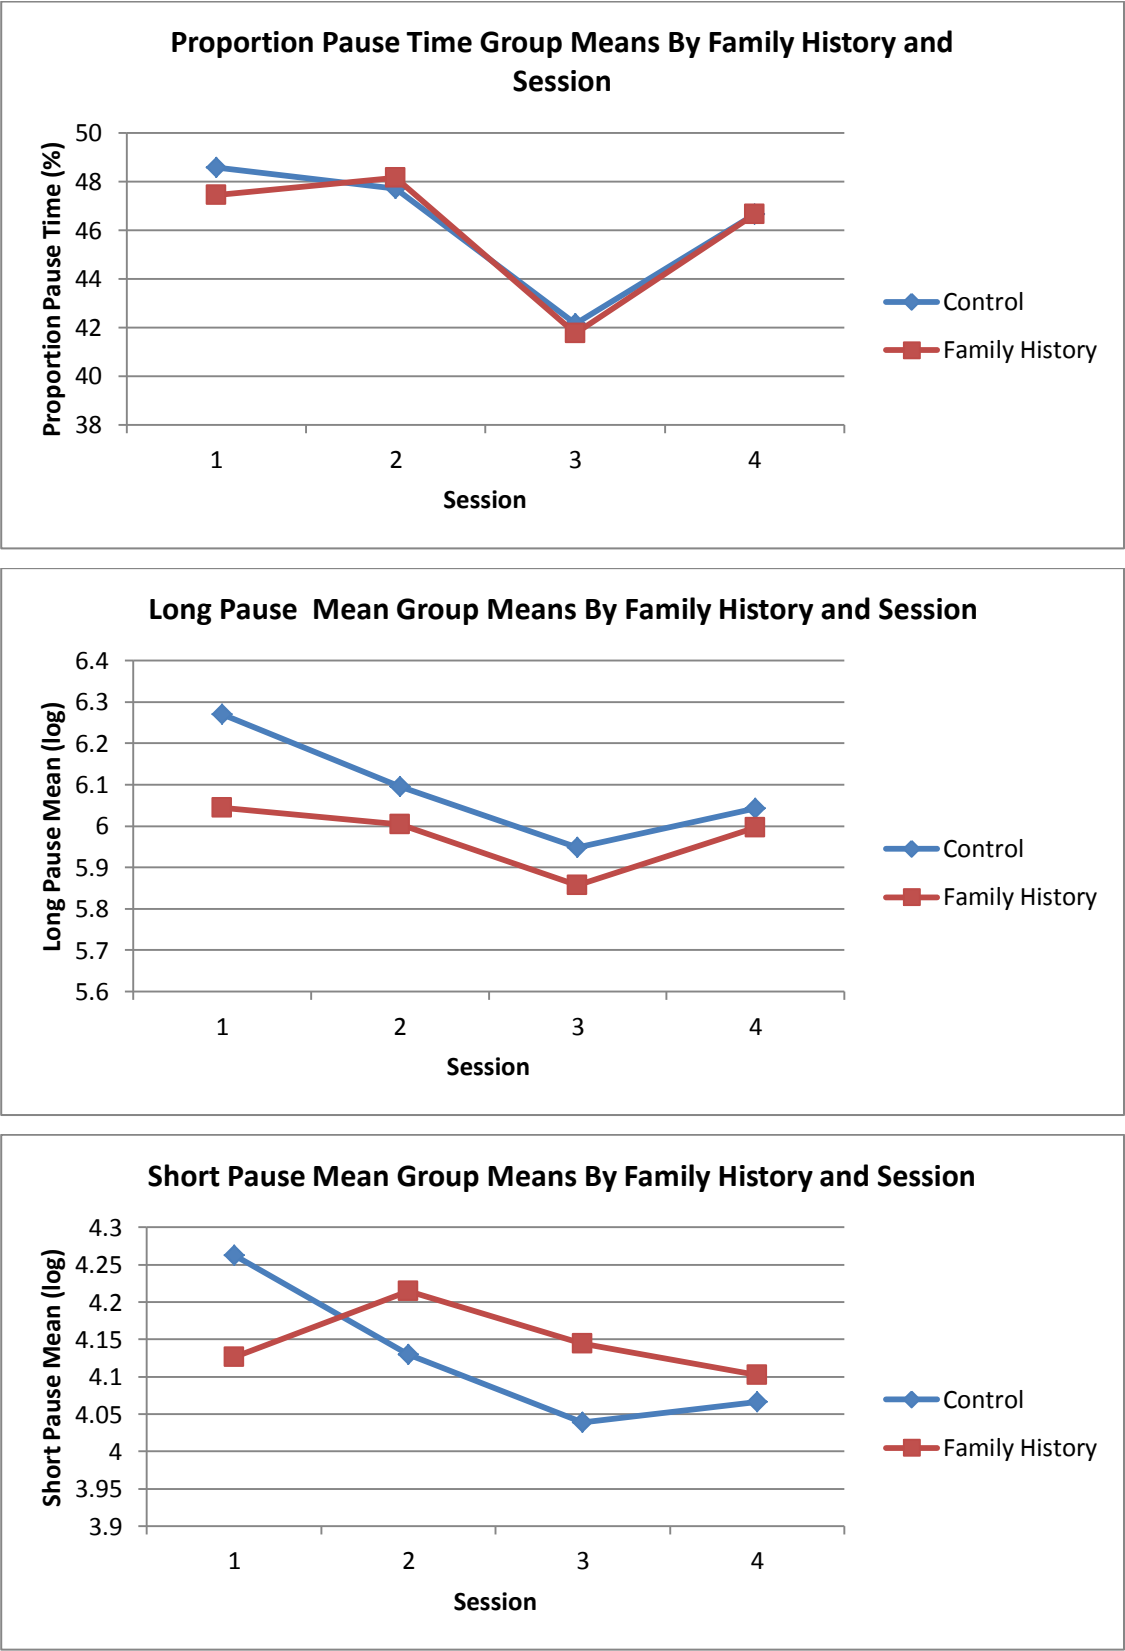 Proportion Pause Time Group Means By Family History and
Session
Proportion Pause Time (%)
50
48
46
44
42
40
38
1 2 3 4
Session
Control
Family History
Long Pause  Mean Group Means By Family History and Session
Long Pause Mean (log)
6.4
6.3
6.2
6.1
6
5.9
5.8
5.7
5.6
1 2 3 4
Session
Control
Family History
Short Pause Mean Group Means By Family History and Session
Short Pause Mean (log)
4.3
4.25
4.2
4.15
4.1
4.05
4
3.95
3.9
1 2 3 4
Session
Control
Family History